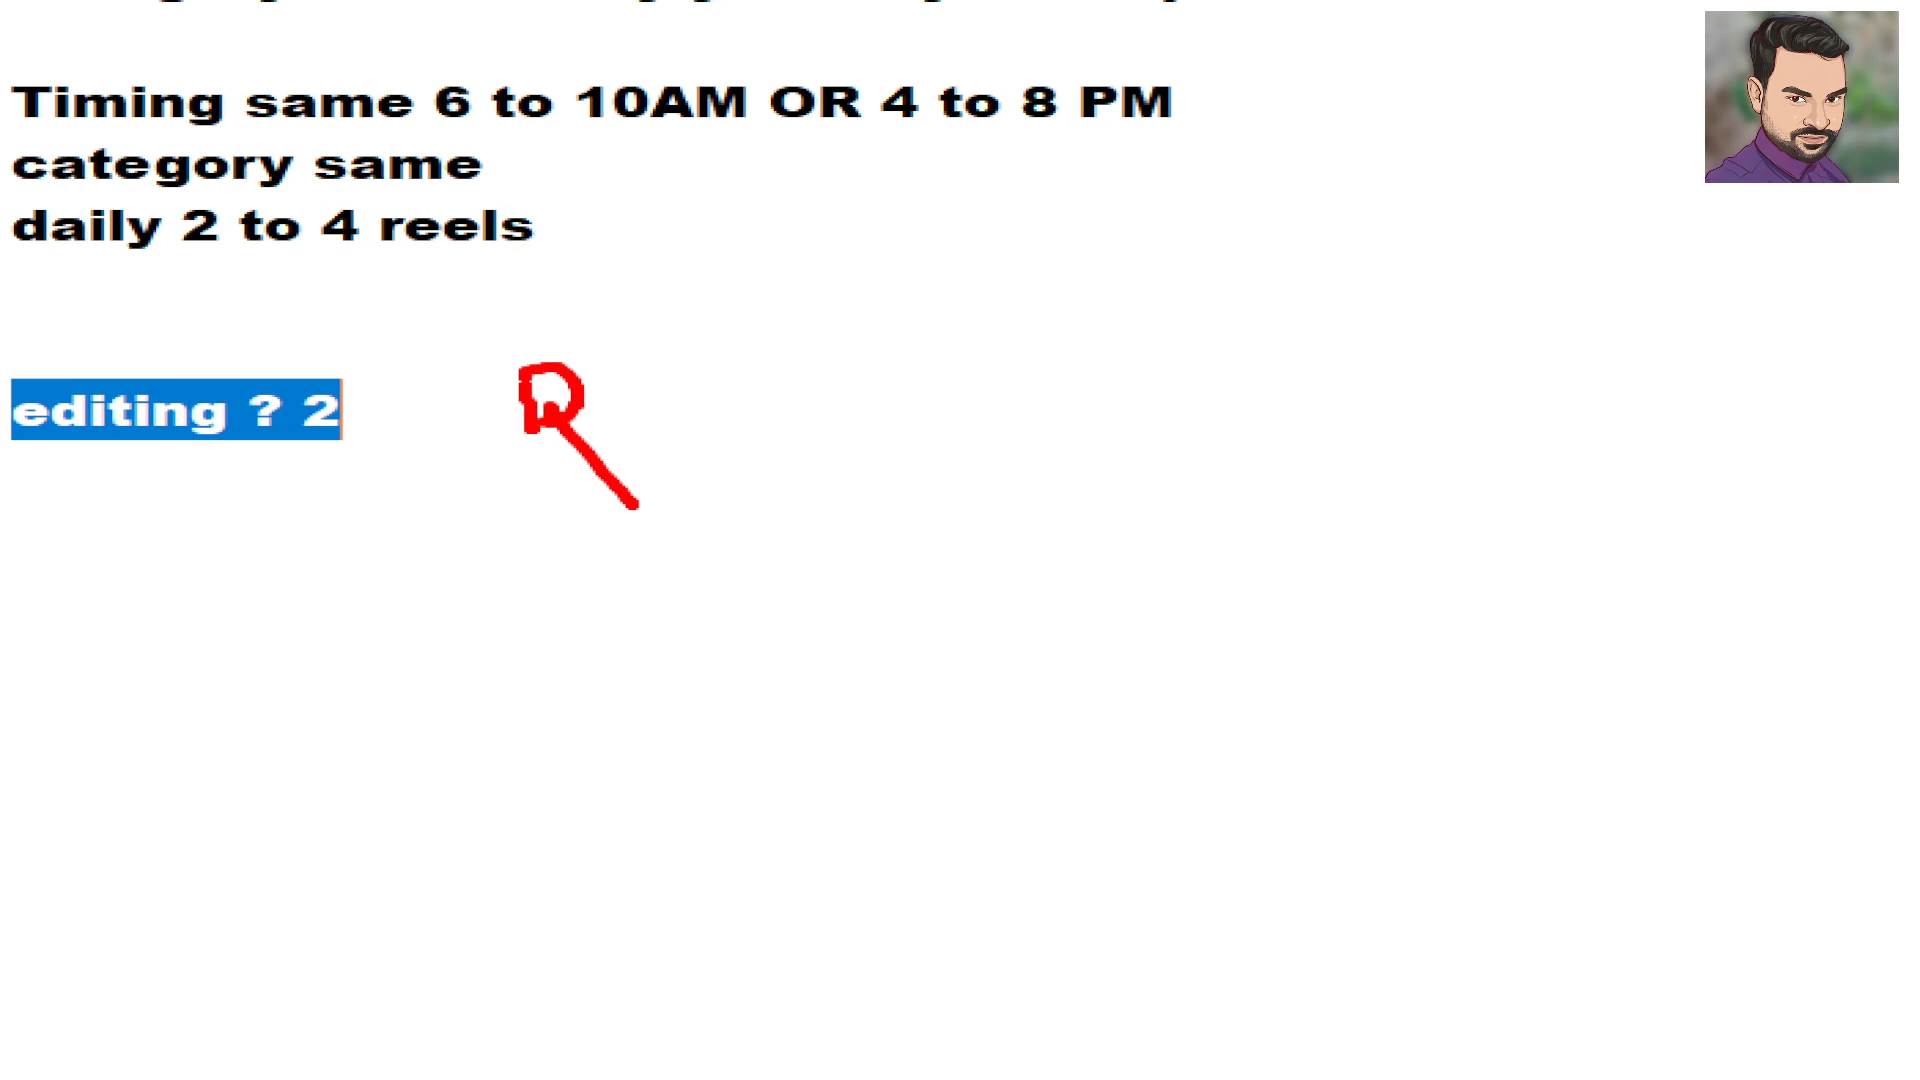 Timing same 6 to 10AM OR 4 to 8 PM
category same
daily 2 to 4 reels
editing ? 2